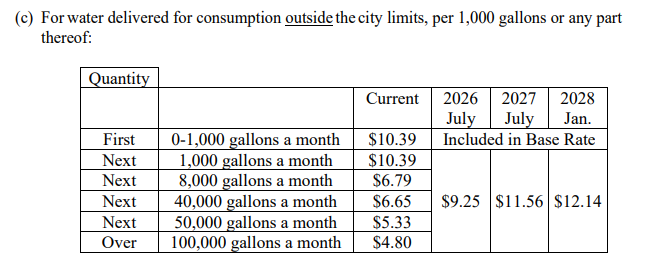 (c) For water delivered for consumption outside the city limits, per 1,000 gallons or any part
thereof:
Quantity
Current 2026 July 2027 July 2028 Jan.
First 0-1,000 gallons a month $10.39 Included in Base Rate
Next 1,000 gallons a month $10.39
Next 8,000 gallons a month $6.79
Next 40,000 gallons a month $6.65 $9.25 $11.56 $12.14
Next 50,000 gallons a month $5.33
Over 100,000 gallons a month $4.80